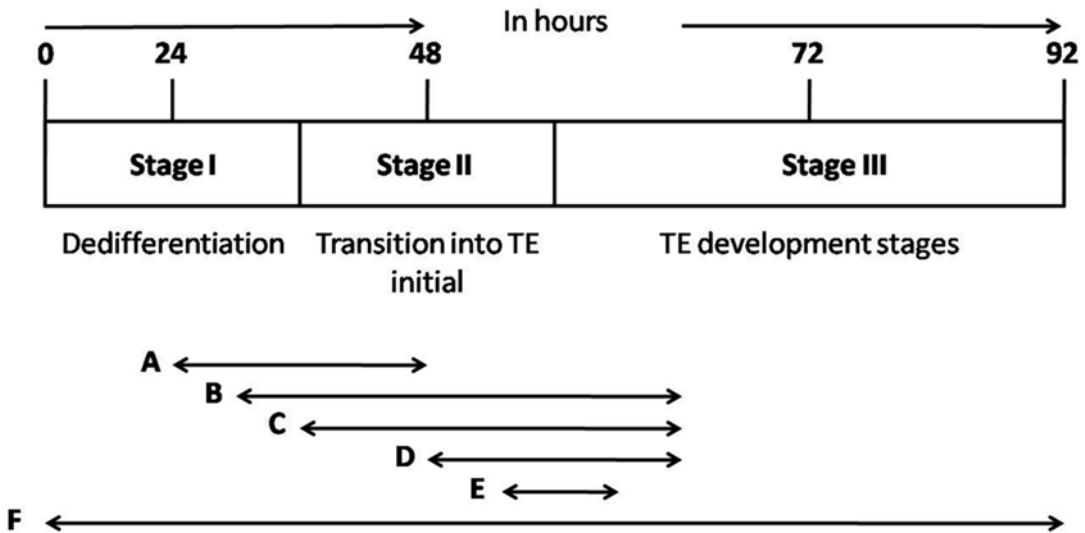 In hours
0 24 48 72 92
Stage I Stage II Stage III
Dedifferentiation Transition into TE TE development stages
initial
A
B
C
D
E
F